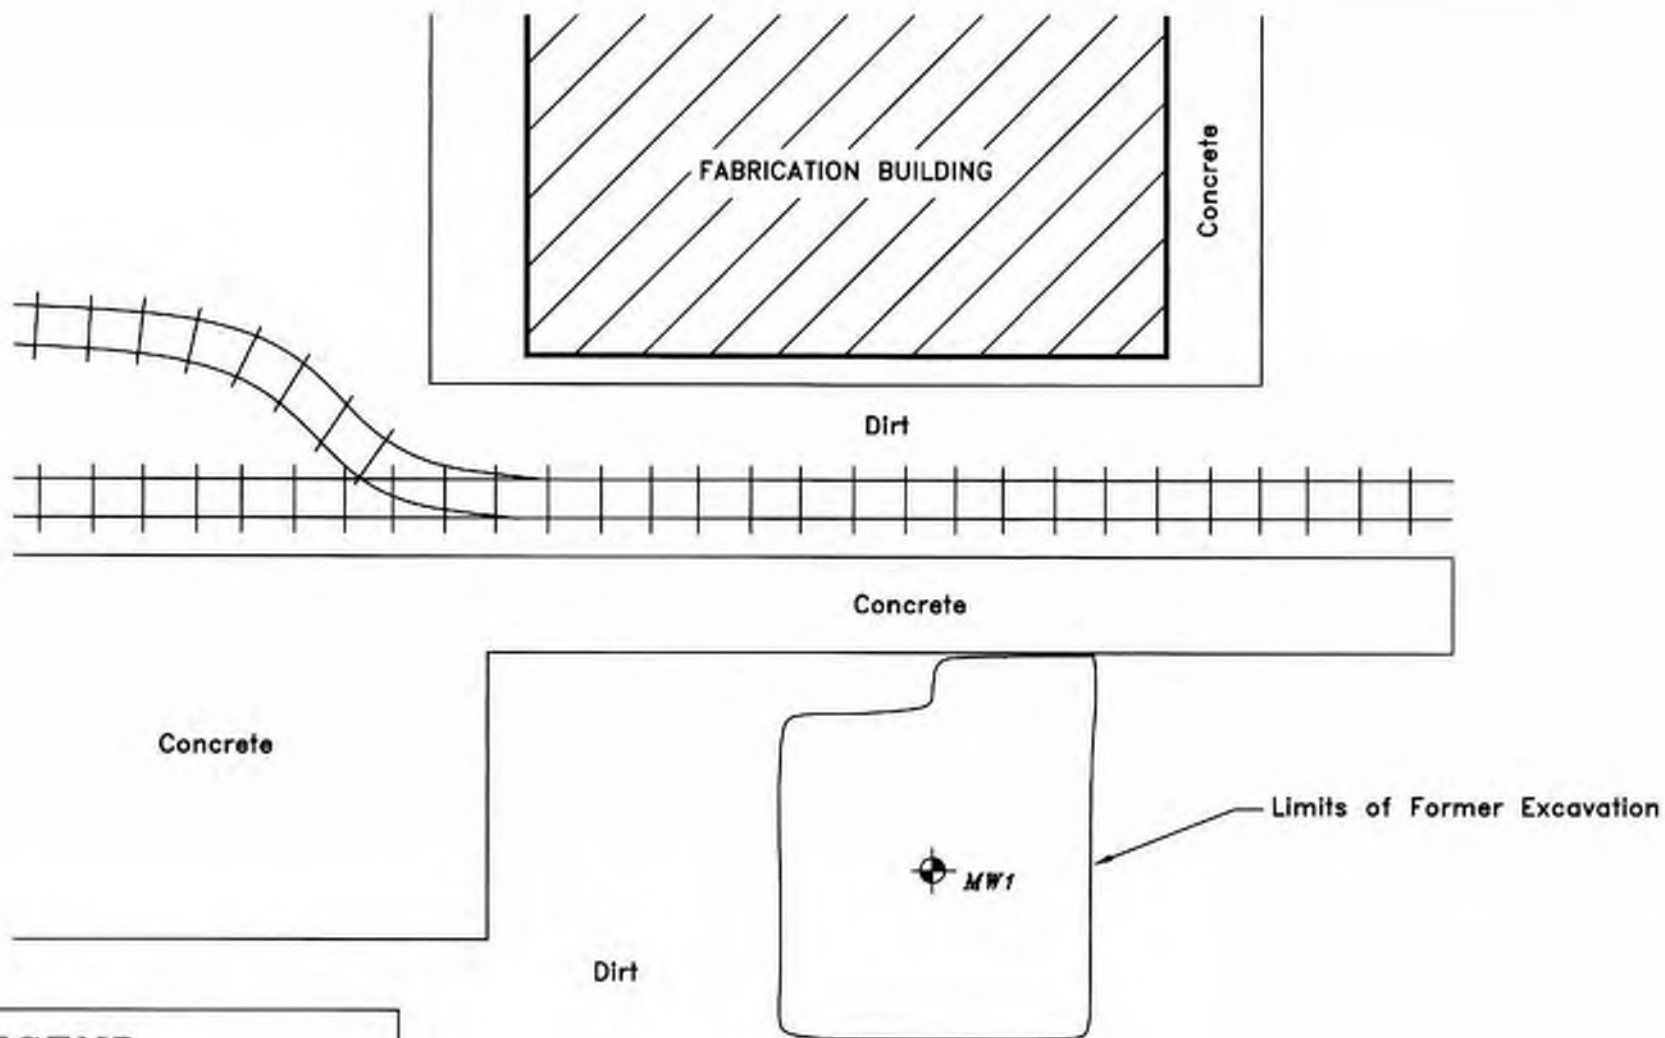 FABRICATION BUILDING
Concrete
Dirt
Concrete
Concrete
Limits of Former Excavation
MW1
Dirt